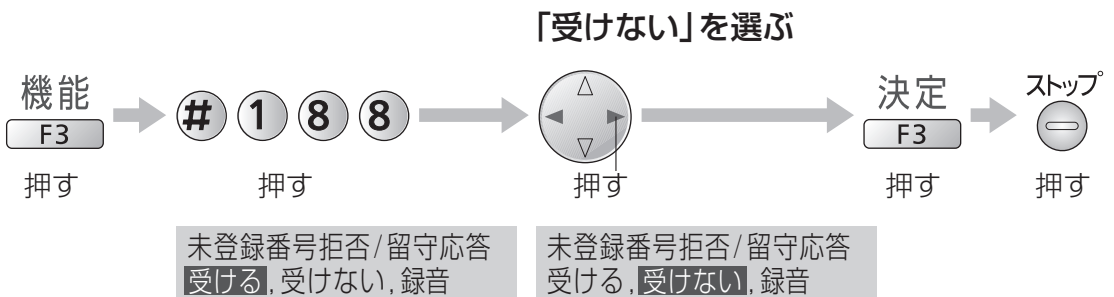 「受けない」を選ぶ
機能
F3
押す
#188
押す
押す
決定
F3
押す
ストップ
押す
未登録番号拒否/留守応答
受ける,受けない,録音
未登録番号拒否/留守応答
受ける,受けない,録音